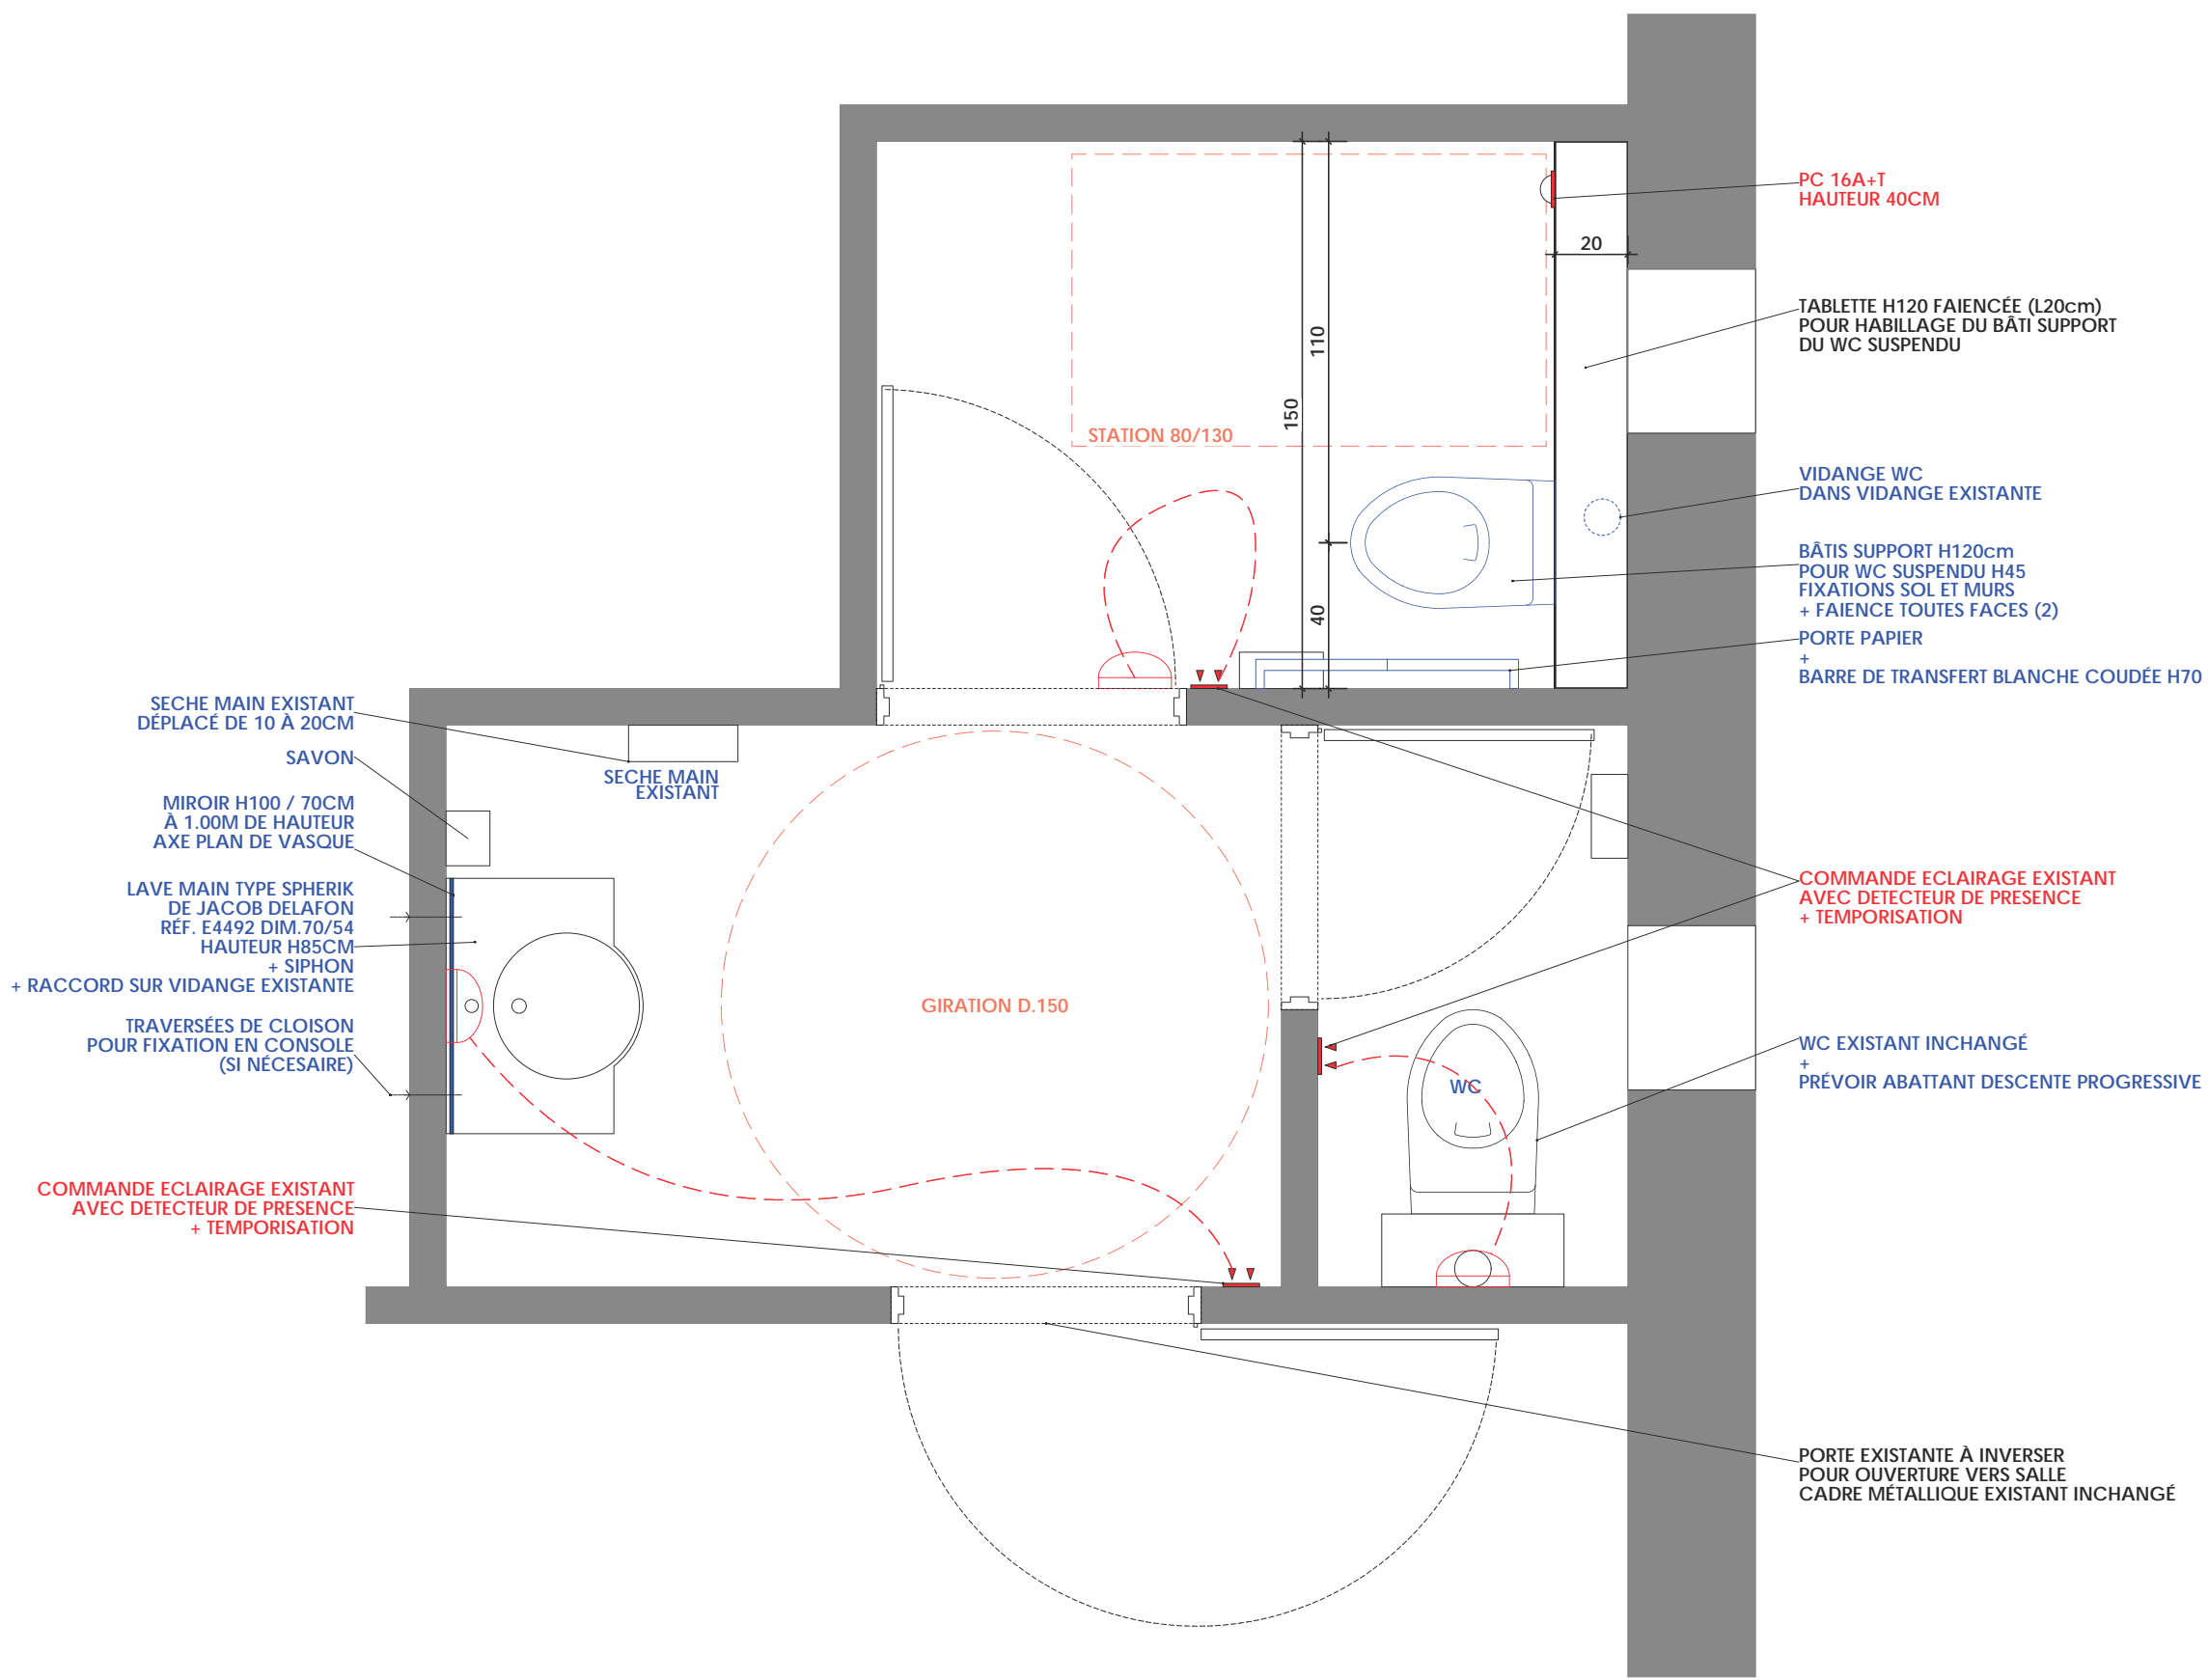 PC 16A+T
HAUTEUR 40CM
20
TABLETTE H120 FAIENCÉE (L20cm)
POUR HABILLAGE DU BÂTI SUPPORT
DU WC SUSPENDU
110
150
STATION 80/130
VIDANGE WC
DANS VIDANGE EXISTANTE
BÂTIS SUPPORT H120cm
POUR WC SUSPENDU H45
FIXATIONS SOL ET MURS
+ FAIENCE TOUTES FACES (2)
40
PORTE PAPIER
+
BARRE DE TRANSFERT BLANCHE COUDÉE H70
SECHE MAIN EXISTANT
DÉPLACÉ DE 10 À 20CM
SAVON
SECHE MAIN
EXISTANT
MIROIR H100 / 70CM
À 1.00M DE HAUTEUR
AXE PLAN DE VASQUE
LAVE MAIN TYPE SPHERIK
DE JACOB DELAFON
RÉF. E4492 DIM.70/54
HAUTEUR H85CM
+ SIPHON
+ RACCORD SUR VIDANGE EXISTANTE
COMMANDE ECLAIRAGE EXISTANT
AVEC DETECTEUR DE PRESENCE
+ TEMPORISATION
GIRATION D.150
TRAVERSÉES DE CLOISON
POUR FIXATION EN CONSOLE
(SI NÉCESAIRE)
WC
WC EXISTANT INCHANGÉ
+
PRÉVOIR ABATTANT DESCENTE PROGRESSIVE
COMMANDE ECLAIRAGE EXISTANT
AVEC DETECTEUR DE PRESENCE
+ TEMPORISATION
PORTE EXISTANTE À INVERSER
POUR OUVERTURE VERS SALLE
CADRE MÉTALLIQUE EXISTANT INCHANGÉ